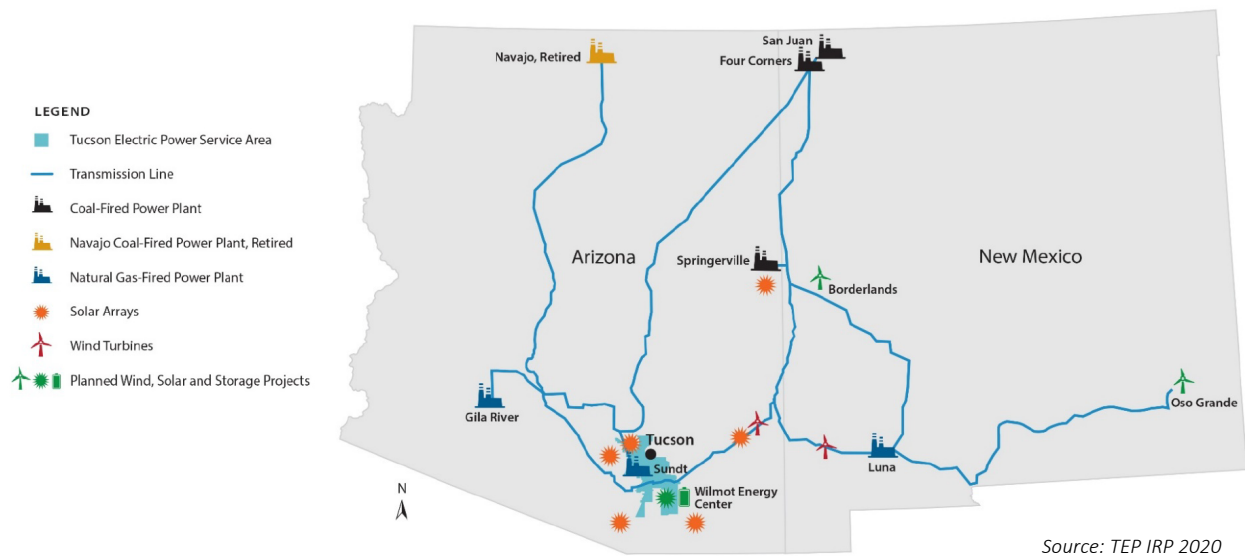 San Juan
Navajo, Retired
Four Corners
LEGEND
Tucson Electric Power Service Area
Transmission Line
Coal-Fired Power Plant
Navajo Coal-Fired Power Plant, Retired
Natural Gas-Fired Power Plant
Solar Arrays
Wind Turbines
Planned Wind, Solar and Storage Projects
Arizona
Springerville
New Mexico
Borderlands
Gila River
Oso Grande
Tucson
Sundt
Luna
Wilmot Energy
Center
N
Source: TEP IRP 2020